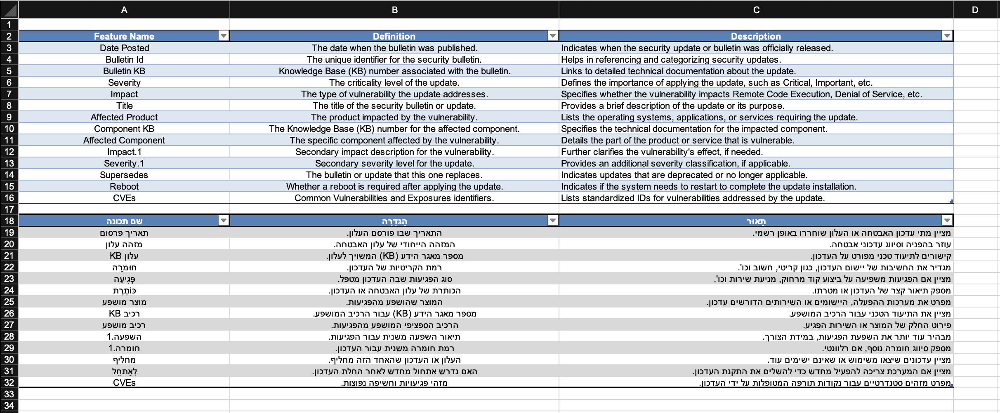 A B C D
1
2 Feature Name Definition Description
3 Date Posted The date when the bulletin was published. Indicates when the security update or bulletin was officially released.
4 Bulletin Id The unique identifier for the security bulletin. Helps in referencing and categorizing security updates.
5 Bulletin KB Knowledge Base (KB) number associated with the bulletin. Links to detailed technical documentation about the update.
6 Severity The criticality level of the update. Defines the importance of applying the update, such as Critical, Important, etc.
7 Impact The type of vulnerability the update addresses. Specifies whether the vulnerability impacts Remote Code Execution, Denial of Service, etc.
8 Title The title of the security bulletin or update. Provides a brief description of the update or its purpose.
9 Affected Product The product impacted by the vulnerability. Lists the operating systems, applications, or services requiring the update.
10 Component KB The Knowledge Base (KB) number for the affected component. Specifies the technical documentation for the impacted component.
11 Affected Component The specific component affected by the vulnerability. Details the part of the product or service that is vulnerable.
12 Impact.1 Secondary impact description for the vulnerability. Further clarifies the vulnerability's effect, if needed.
13 Severity.1 Secondary severity level for the update. Provides an additional severity classification, if applicable.
14 Supersedes The bulletin or update that this one replaces. Indicates updates that are deprecated or no longer applicable.
15 Reboot Whether a reboot is required after applying the update. Indicates if the system needs to restart to complete the update installation.
16 CVEs Common Vulnerabilities and Exposures identifiers. Lists standardized IDs for vulnerabilities addressed by the update.
17
18 שם תכונה הַגדָרָה תֵאוּר
19 תאריך פרסום התאריך שבו פורסם העלון. מציין מתי עדכון האבטחה או העלון שוחררו באופן רשמי.
20 מזהה עלון המזהה הייחודי של עלון האבטחה. עוזר בהפניה וסיווג עדכוני אבטחה.
21 עלון KB מספר מאגר הידע (KB) המשויך לעלון. קישורים לתיעוד טכני מפורט על העדכון.
22 חוּמרָה רמת הקריטיות של העדכון. מגדיר את החשיבות של יישום העדכון, כגון קריטי, חשוב וכו'.
23 פְּגִיעָה סוג הפגיעות שבה העדכון מטפל. מציין אם הפגיעות משפיעה על ביצוע קוד מרחוק, מניעת שירות וכו'.
24 כּוֹתֶרֶת הכותרת של עלון האבטחה או העדכון. מספק תיאור קצר של העדכון או מטרתו.
25 מוצר מושפע המוצר שהושפע מהפגיעות. מפרט את מערכות ההפעלה, היישומים או השירותים הדורשים עדכון.
26 רכיב KB מספר מאגר הידע (KB) עבור הרכיב המושפע. מציין את התיעוד הטכני עבור הרכיב המושפע.
27 רכיב מושפע הרכיב הספציפי המושפע מהפגיעות. פירוט החלק של המוצר או השירות הפגיע.
28 השפעה.1 תיאור השפעה משנית עבור הפגיעות. מבהיר עוד יותר את השפעת הפגיעות, במידת הצורך.
29 חומרה.1 רמת חומרה משנית עבור העדכון. מספק סיווג חומרה נוסף, אם רלוונטי.
30 מחליף העלון או העדכון שהאחד הזה מחליף. מציין עדכונים שיצאו משימוש או שאינם ישימים עוד.
31 לְאַתחֵל האם נדרש אתחול מחדש לאחר החלת העדכון. מציין אם המערכת צריכה להפעיל מחדש כדי להשלים את התקנת העדכון.
32 CVEs מזהי פגיעויות וחשיפה נפוצות. מפרט מזהים סטנדרטיים עבור נקודות תורפה המטופלות על ידי העדכון.
33
34